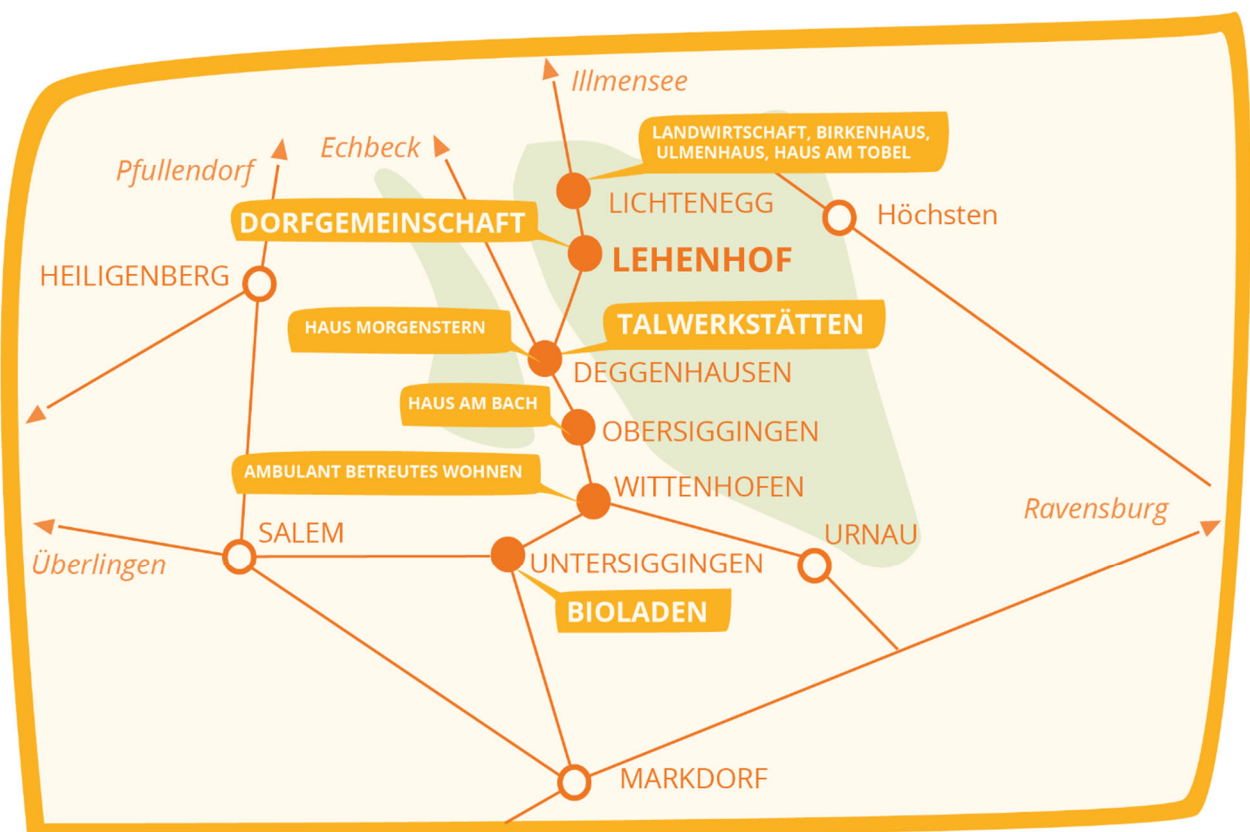 Illmensee
LANDWIRTSCHAFT, BIRKENHAUS,
ULMENHAUS, HAUS AM TOBEL
Echbeck
Pfullendorf
LICHTENEGG
Höchsten
DORFGEMEINSCHAFT
LEHENHOF
HEILIGENBERG
HAUS MORGENSTERN
TALWERKSTÄTTEN
DEGGENHAUSEN
HAUS AM BACH
OBERSIGGINGEN
AMBULANT BETREUTES WOHNEN
WITTENHOFEN
Ravensburg
SALEM
URNAU
Überlingen
UNTERSIGGINGEN
BIOLADEN
MARKDORF